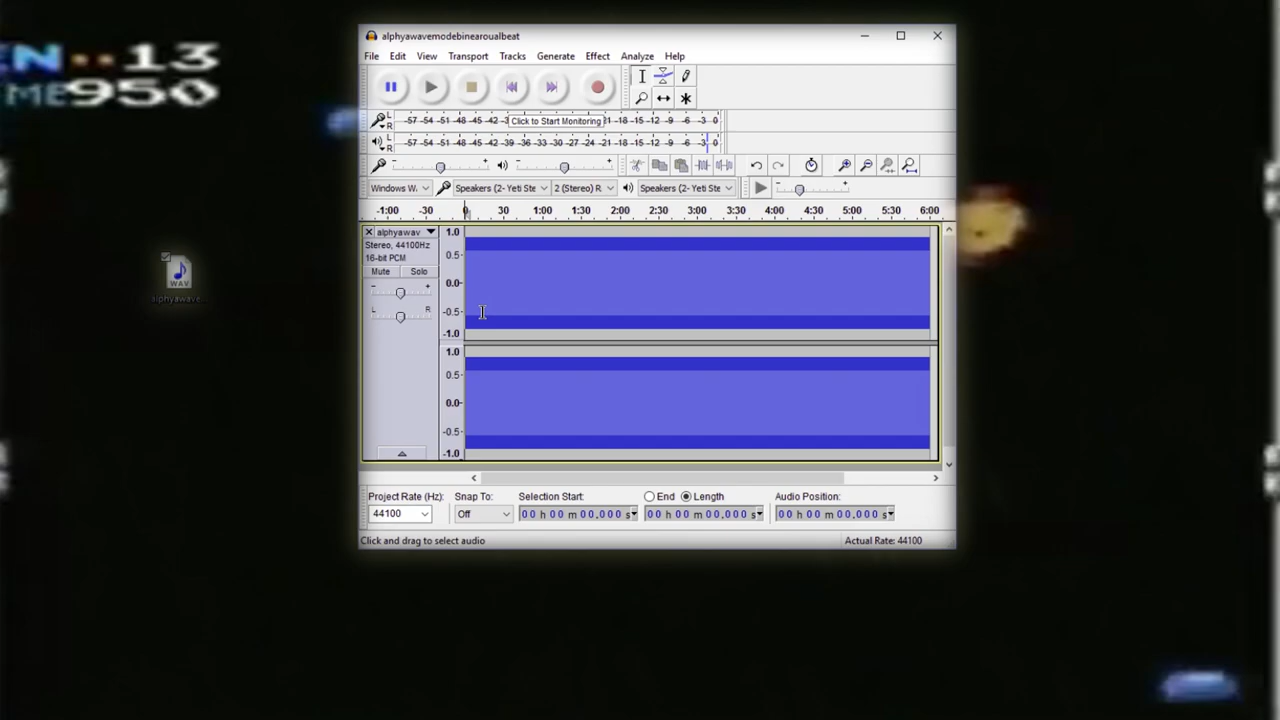 EN··13
ME950
alphyawavemodebinearoualbeat
File Edit View Transport Tracks Generate Effect Analyze Help
L
R
-57 -54 -51 -48 -45 -42 -3
Click to Start Monitoring
1 -18 -15 -12 -9 -6 -3 0
L
R
-57 -54 -51 -48 -45 -42 -39 -36 -33 -30 -27 -24 -21 -18 -15 -12 -9 -6 -3 0
Windows W. Speakers (2- Yeti Ste 2 (Stereo) R Speakers (2- Yeti Ste
-1:00 -30 0 30 1:00 1:30 2:00 2:30 3:00 3:30 4:00 4:30 5:00 5:30 6:00
alphyawav
Stereo, 44100Hz
16-bit PCM
Mute Solo
- +
L R
1.0
0.5
0.0
-0.5
-1.0
1.0
0.5
0.0
-0.5
-1.0
WAV
alphyawave...
Project Rate (Hz): Snap To: Selection Start: End Length Audio Position:
44100 Off 00 h 00 m 00.000 s 00 h 00 m 00.000 s 00 h 00 m 00.000 s
Click and drag to select audio Actual Rate: 44100